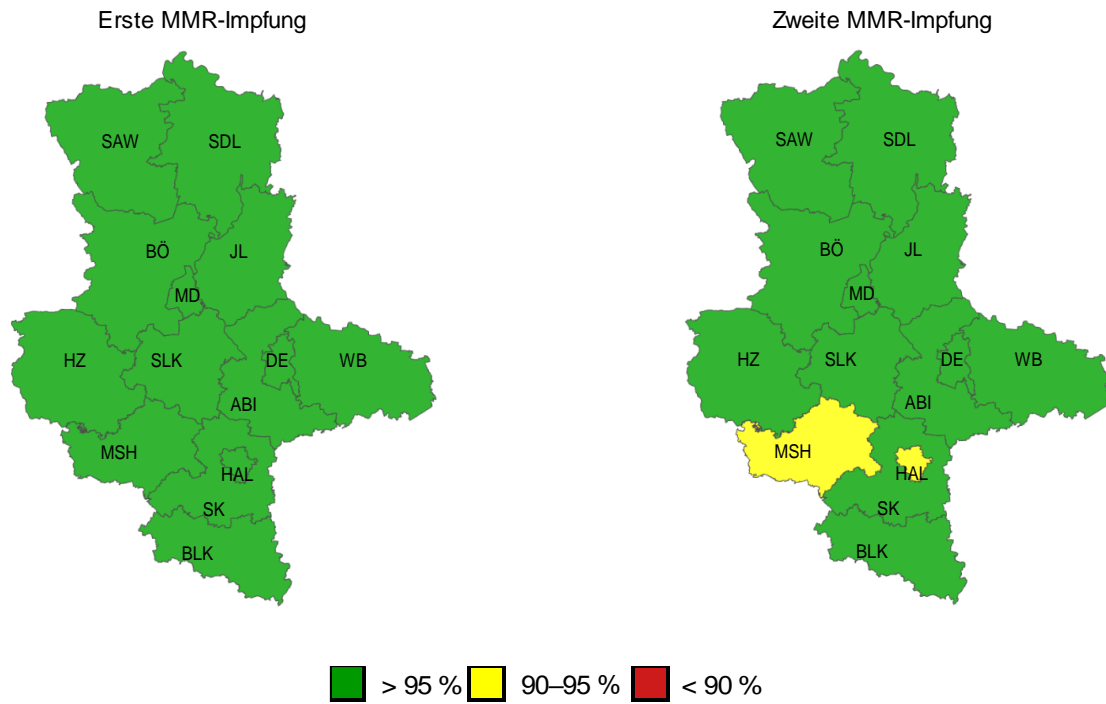 Erste MMR-Impfung
SAW SDL
BÖ JL
MD
HZ SLK DE WB
ABI
MSH
HAL
SK
BLK
Zweite MMR-Impfung
SAW SDL
BÖ JL
MD
HZ SLK DE WB
ABI
MSH
HAL
SK
BLK
> 95 % 90–95 % < 90 %